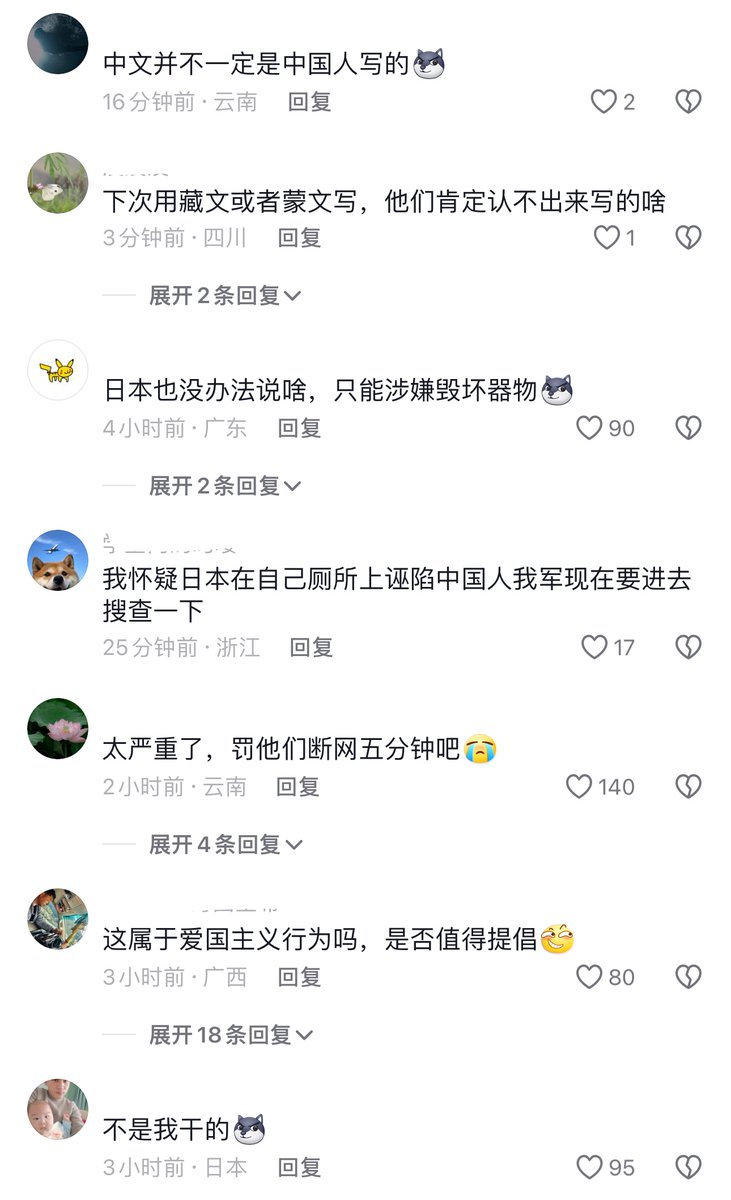 中文并不一定是中国人写的
16分钟前·云南 回复 2
下次用藏文或者蒙文写，他们肯定认不出来写的啥
3分钟前·四川 回复 1
展开2条回复
日本也没办法说啥，只能涉嫌毁坏器物
4小时前·广东 回复 90
展开2条回复
我怀疑日本在自己厕所上诬陷中国人我军现在要进去
搜查一下
25分钟前·浙江 回复 17
太严重了，罚他们断网五分钟吧
2小时前·云南 回复 140
展开4条回复
这属于爱国主义行为吗，是否值得提倡
3小时前·广西 回复 80
展开18条回复
不是我干的
3小时前·日本 回复 95